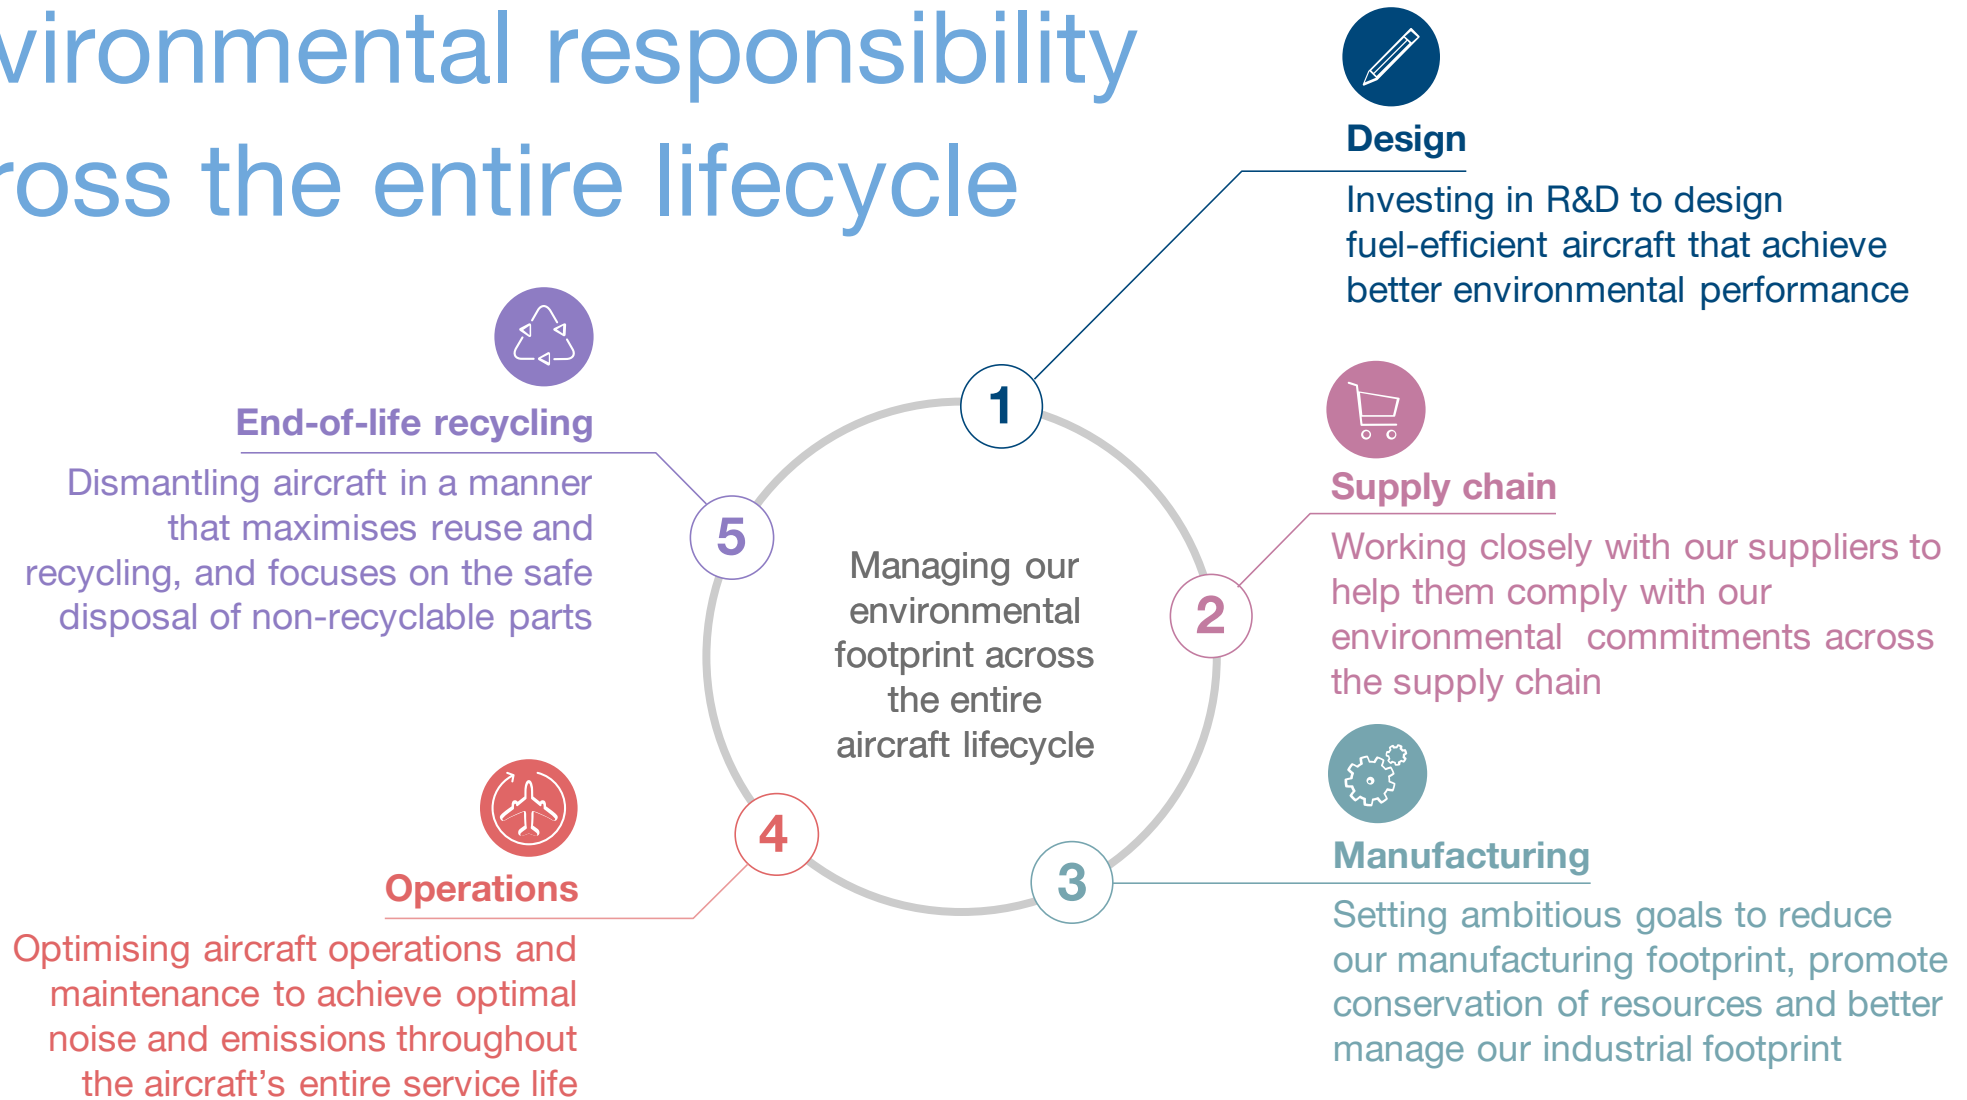 vironmental responsibility
ross the entire lifecycle
Design
Investing in R&D to design
fuel-efficient aircraft that achieve
better environmental performance
1
Supply chain
Working closely with our suppliers to
help them comply with our
environmental commitments across
the supply chain
2
Manufacturing
Setting ambitious goals to reduce
our manufacturing footprint, promote
conservation of resources and better
manage our industrial footprint
3
Operations
Optimising aircraft operations and
maintenance to achieve optimal
noise and emissions throughout
the aircraft's entire service life
4
End-of-life recycling
Dismantling aircraft in a manner
that maximises reuse and
recycling, and focuses on the safe
disposal of non-recyclable parts
5
Managing our
environmental
footprint across
the entire
aircraft lifecycle